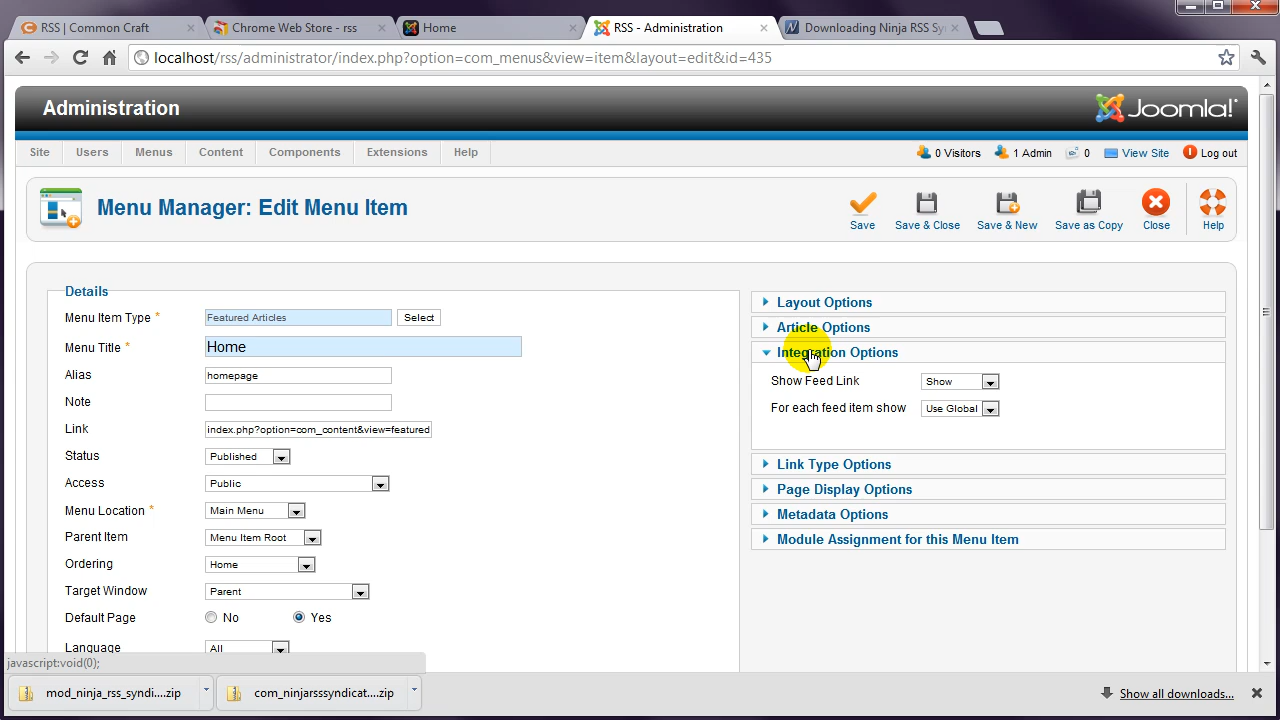 RSS | Common Craft
Chrome Web Store - rss
Home
RSS - Administration
Downloading Ninja RSS Sy
localhost/rss/administrator/index.php?option=com_menus&view=item&layout=edit&id=435
Administration
Joomla!
Site Users Menus Content Components Extensions Help
0 Visitors 1 Admin 0 View Site Log out
Menu Manager: Edit Menu Item
Save Save & Close Save & New Save as Copy Close Help
Details
Menu Item Type * Featured Articles Select
Menu Title * Home
Alias homepage
Note
Link index.php?option=com_content&view=featured
Status Published
Access Public
Menu Location * Main Menu
Parent Item Menu Item Root
Ordering Home
Target Window Parent
Default Page No Yes
Language All
Layout Options
Article Options
Integration Options
Show Feed Link Show
For each feed item show Use Global
Link Type Options
Page Display Options
Metadata Options
Module Assignment for this Menu Item
javascript:void(0);
mod_ninja_rss_syndi....zip
com_ninjarsssyndicat....zip
Show all downloads...